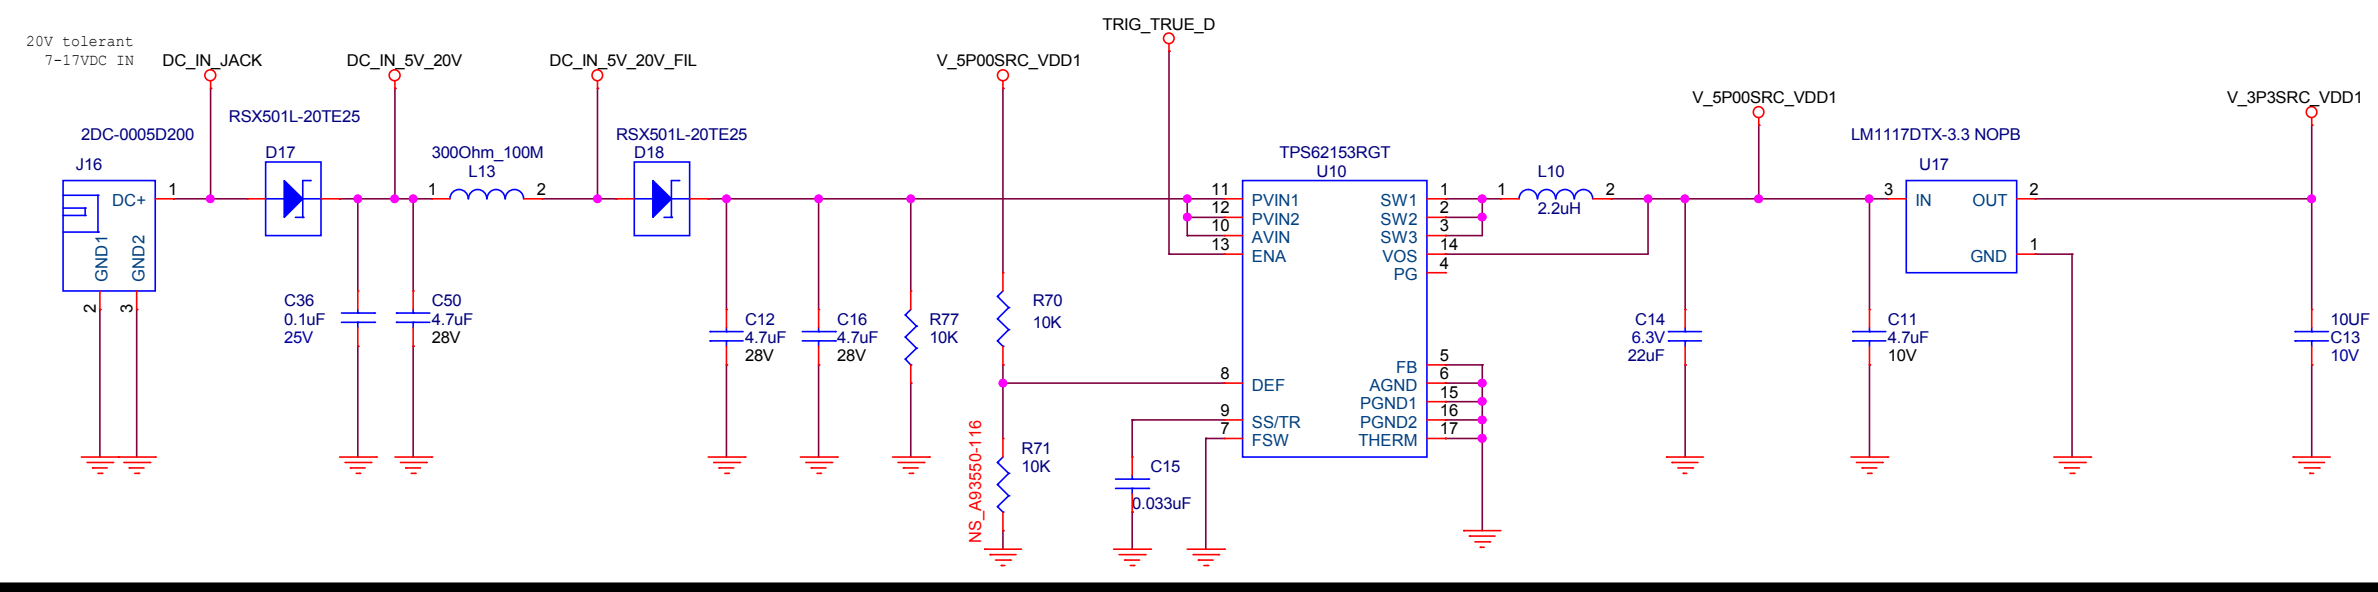 20V tolerant
7-17VDC IN
DC_IN_JACK
DC_IN_5V_20V
DC_IN_5V_20V_FIL
V_5P00SRC_VDD1
TRIG_TRUE_D
V_5P00SRC_VDD1
V_3P3SRC_VDD1
2DC-0005D200
J16
DC+
1
GND1
GND2
2
3
RSX501L-20TE25
D17
C36
0.1uF
25V
C50
4.7uF
28V
300Ohm_100M
L13
1
2
RSX501L-20TE25
D18
C12
4.7uF
28V
C16
4.7uF
28V
R77
10K
R70
10K
R71
10K
NS_A93550-116
C15
0.033uF
TPS62153RGT
U10
11
PVIN1
12
PVIN2
10
AVIN
13
ENA
8
DEF
9
SS/TR
7
FSW
SW1
1
SW2
2
SW3
3
VOS
14
PG
4
FB
5
AGND
6
PGND1
15
PGND2
16
THERM
17
L10
1
2
2.2uH
C14
6.3V
22uF
C11
4.7uF
10V
LM1117DTX-3.3 NOPB
U17
3
IN
OUT
2
GND
1
10UF
C13
10V